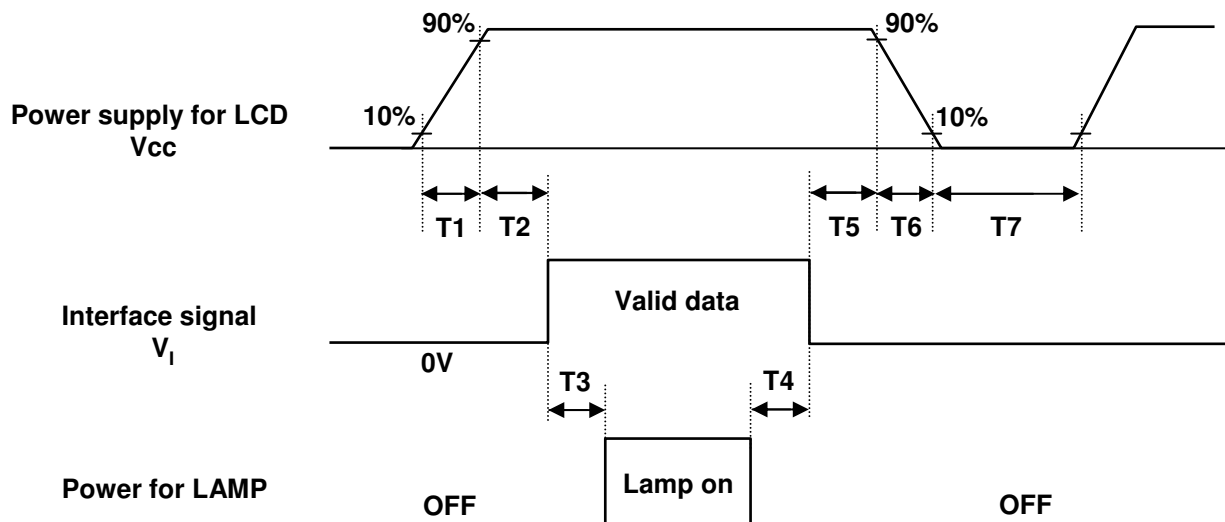 90%
90%
Power supply for LCD
Vcc
10%
10%
T1
T2
T5
T6
T7
Valid data
Interface signal
VI
0V
T3
T4
Power for LAMP
OFF
Lamp on
OFF